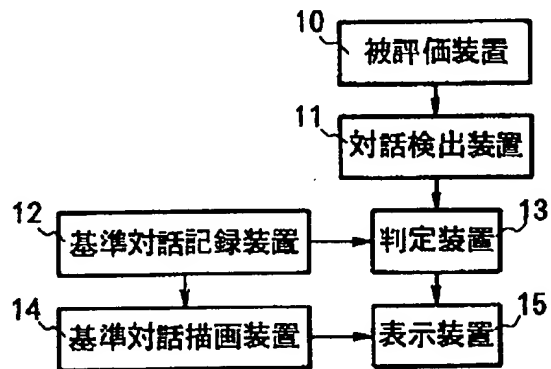 10
被評価装置
11
対話検出装置
12
基準対話記録装置
13
判定装置
14
基準対話描画装置
15
表示装置